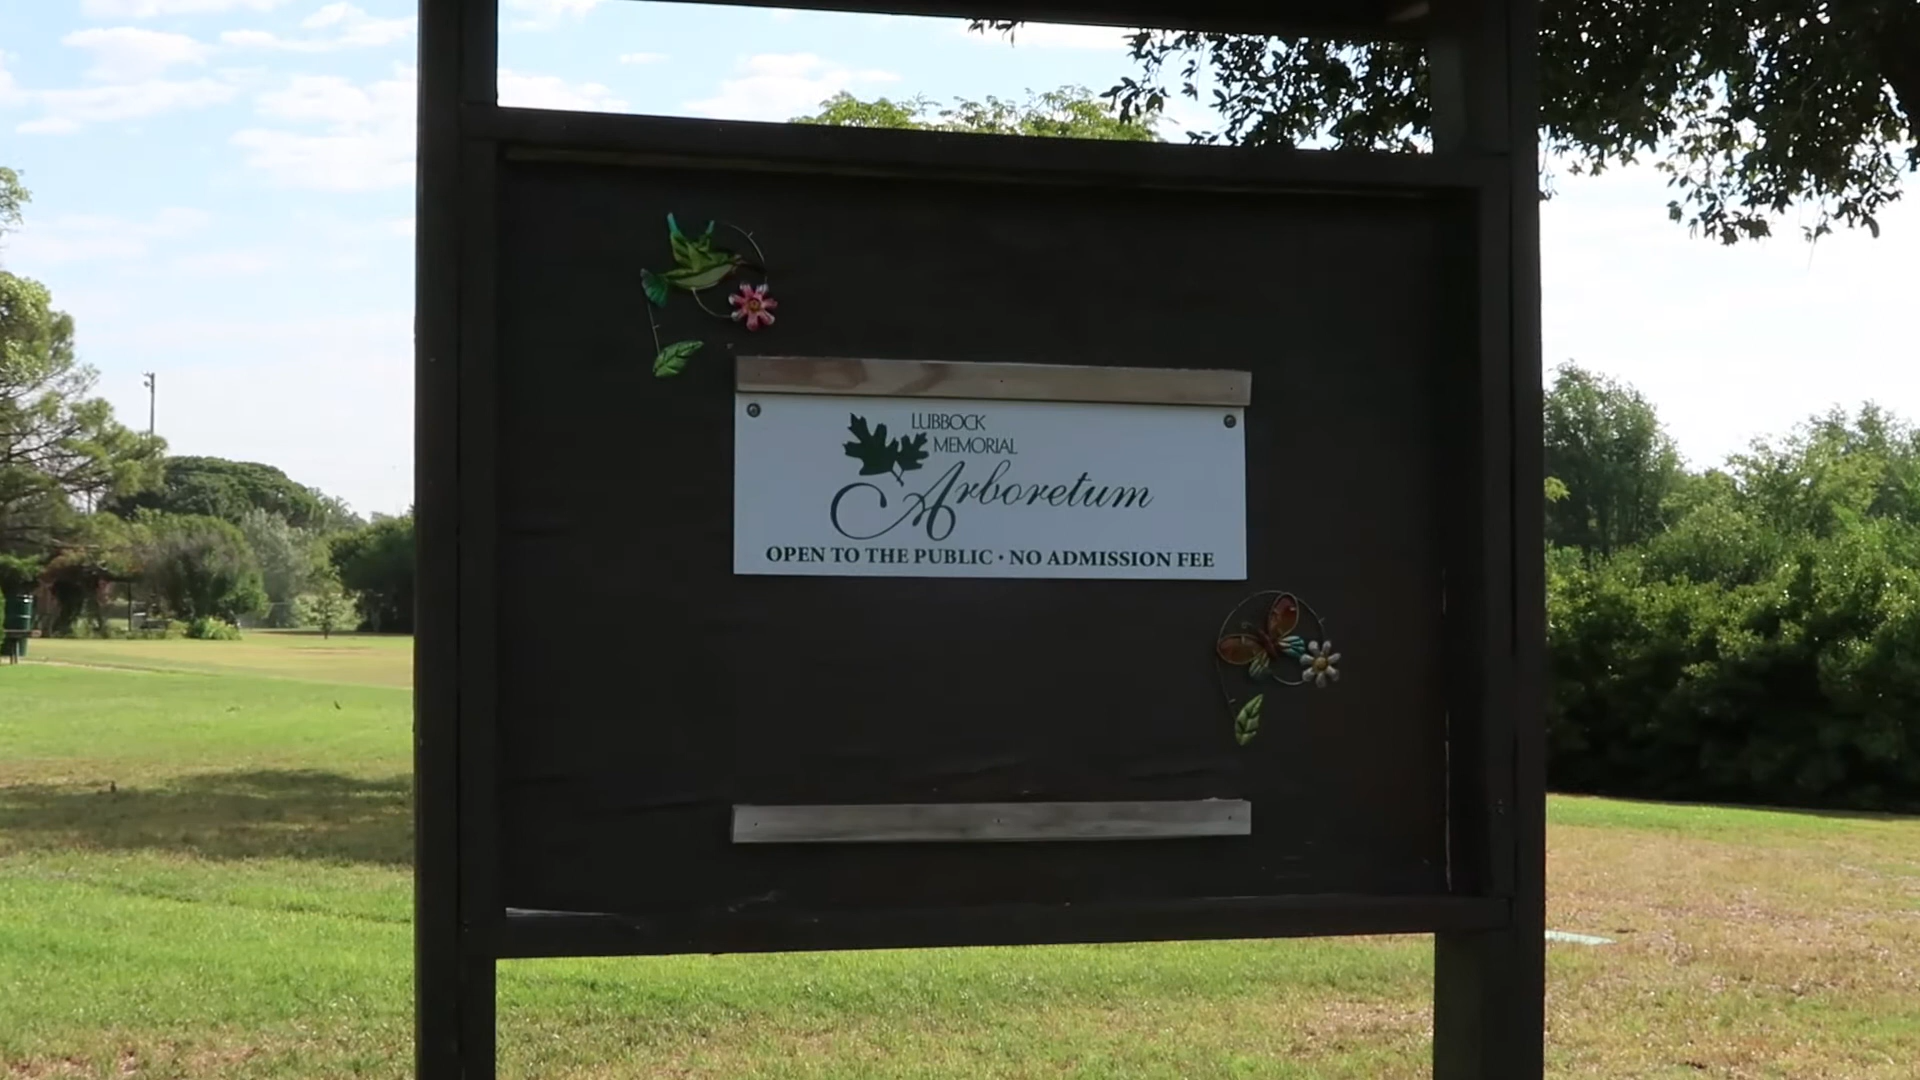 LUBBOCK
MEMORIAL
Arboretum
OPEN TO THE PUBLIC • NO ADMISSION FEE